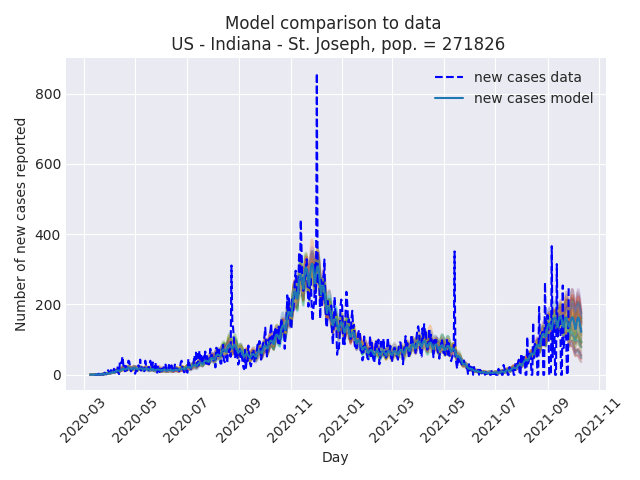 Model comparison to data
US - Indiana - St. Joseph, pop. = 271826
new cases data
new cases model
Number of new cases reported
800
600
400
200
0
2020-03
2020-05
2020-07
2020-09
2020-11
2021-01
2021-03
2021-05
2021-07
2021-09
2021-11
Day